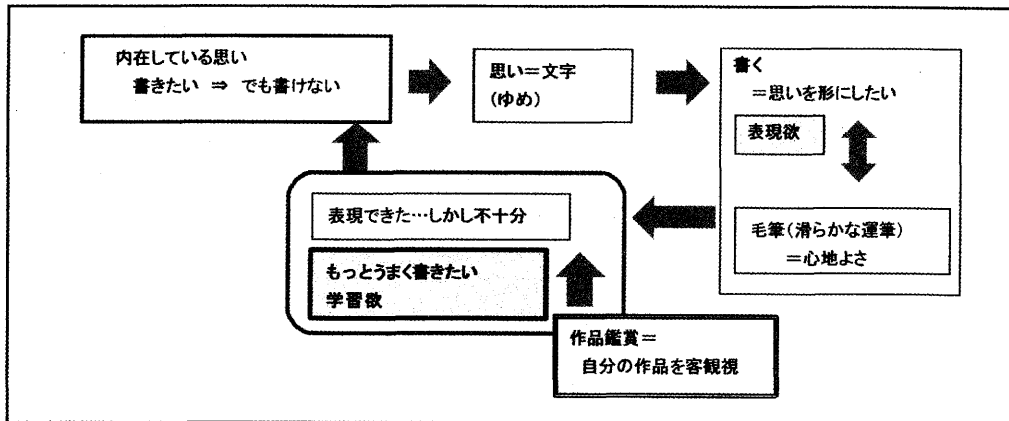 内在している思い
書きたい ⇒ でも書けない
思い＝文字
(ゆめ)
書く
＝思いを形にしたい
表現欲
毛筆(滑らかな運筆)
＝心地よさ
表現できた…しかし不十分
もっとうまく書きたい
学習欲
作品鑑賞＝
自分の作品を客観視